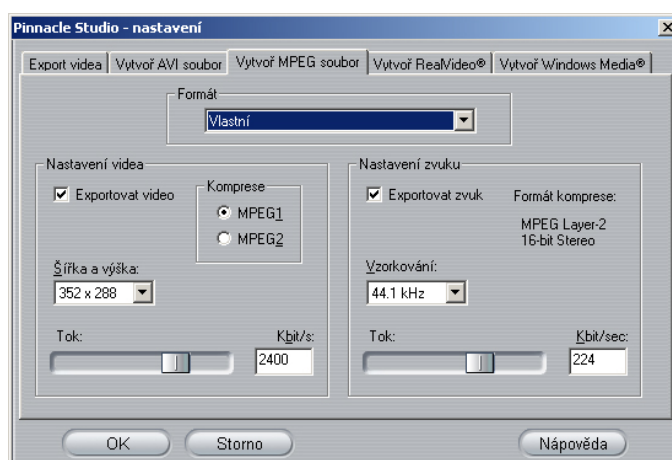 Pinnacle Studio - nastavení
Export videa Vytvoř AVI soubor Vytvoř MPEG soubor Vytvoř RealVideo® Vytvoř Windows Media®
Formát
Vlastní
Nastavení videa
Exportovat video
Komprese
MPEG1
MPEG2
Šířka a výška:
352 x 288
Tok:
Kbit/s:
2400
Nastavení zvuku
Exportovat zvuk
Formát komprese:
MPEG Layer-2
16-bit Stereo
Vzorkování:
44.1 kHz
Tok:
Kbit/sec:
224
OK Storno Nápověda